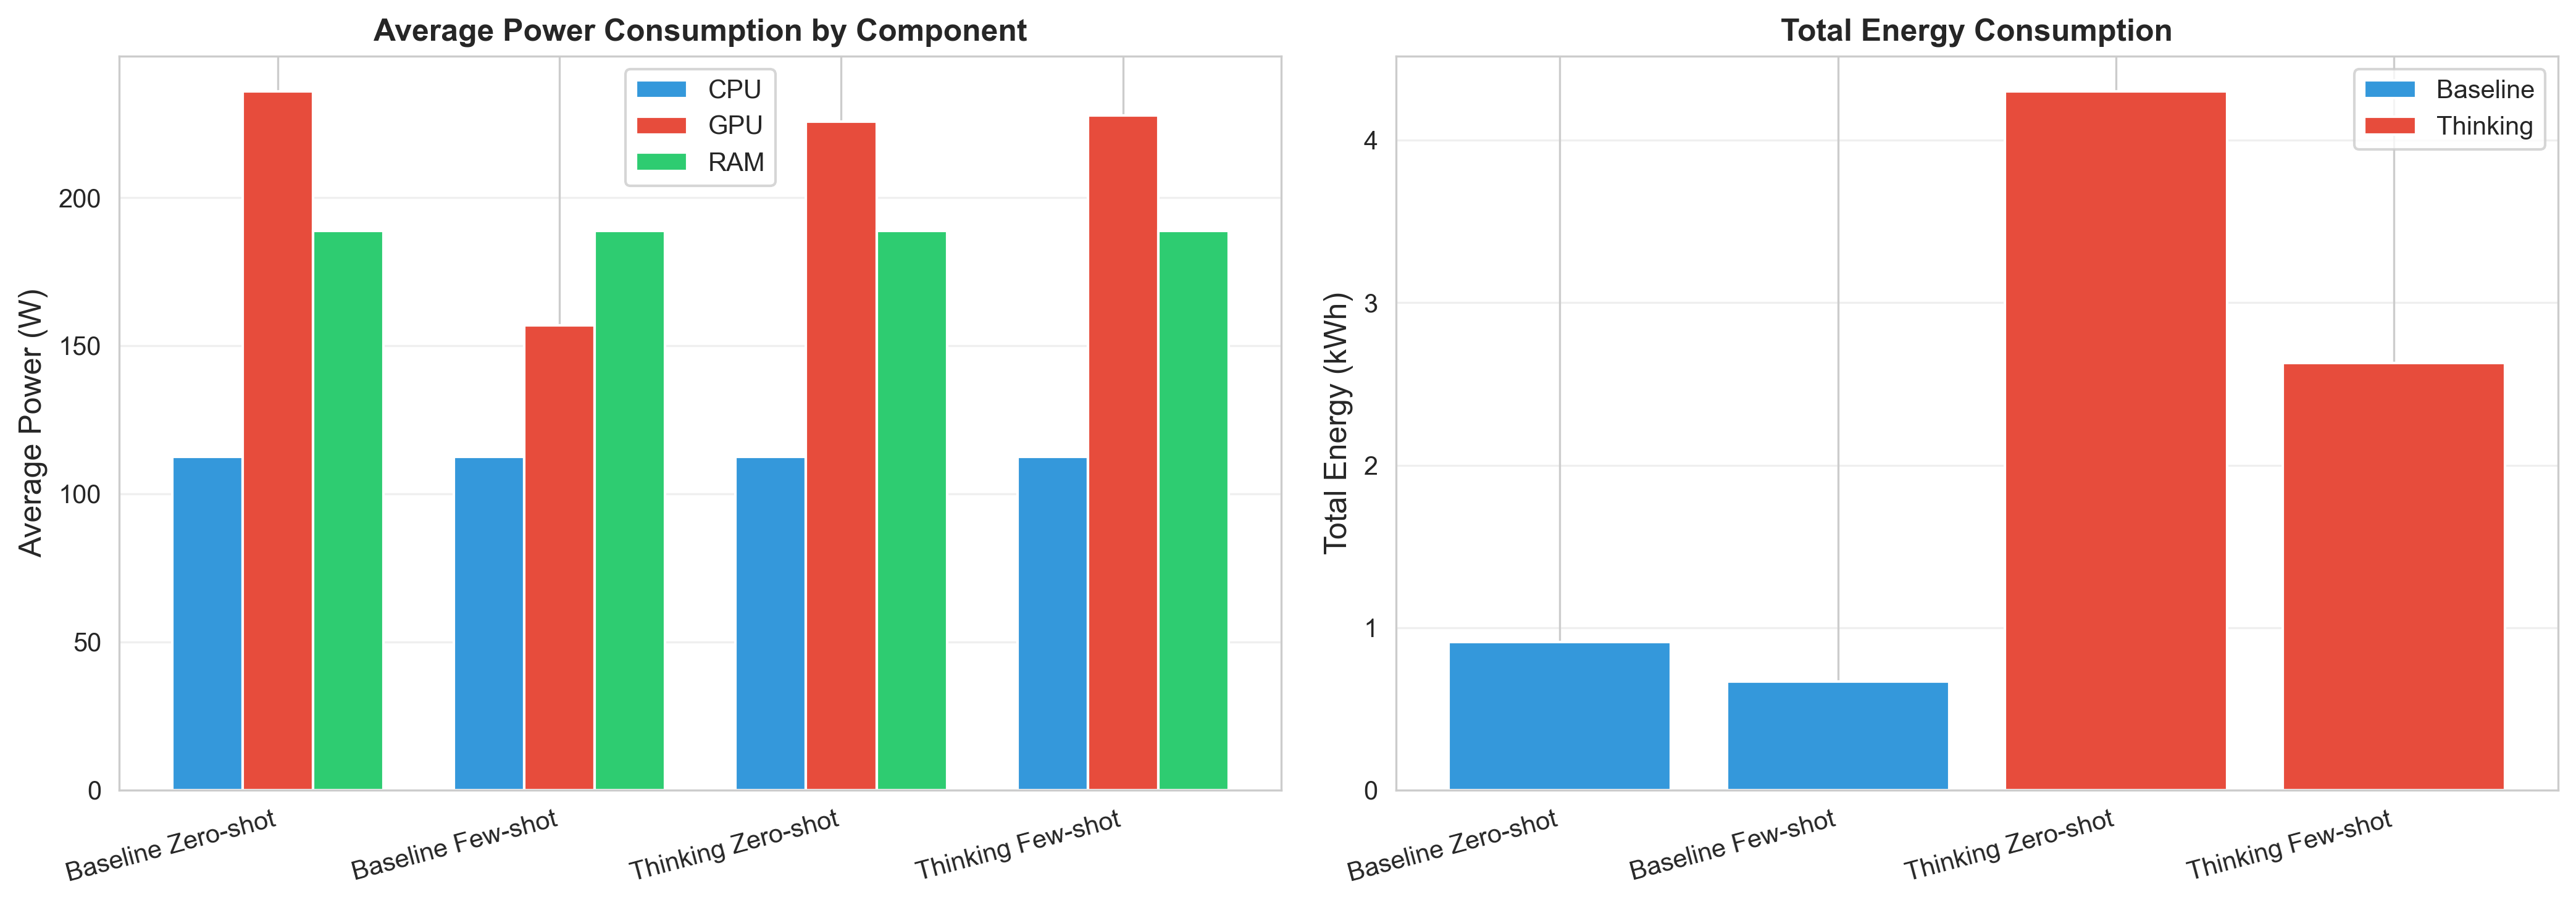 Average Power Consumption by Component
CPU
GPU
RAM
Average Power (W)
200
150
100
50
0
Baseline Zero-shot
Baseline Few-shot
Thinking Zero-shot
Thinking Few-shot
Total Energy Consumption
Baseline
Thinking
Total Energy (kWh)
4
3
2
1
0
Baseline Zero-shot
Baseline Few-shot
Thinking Zero-shot
Thinking Few-shot